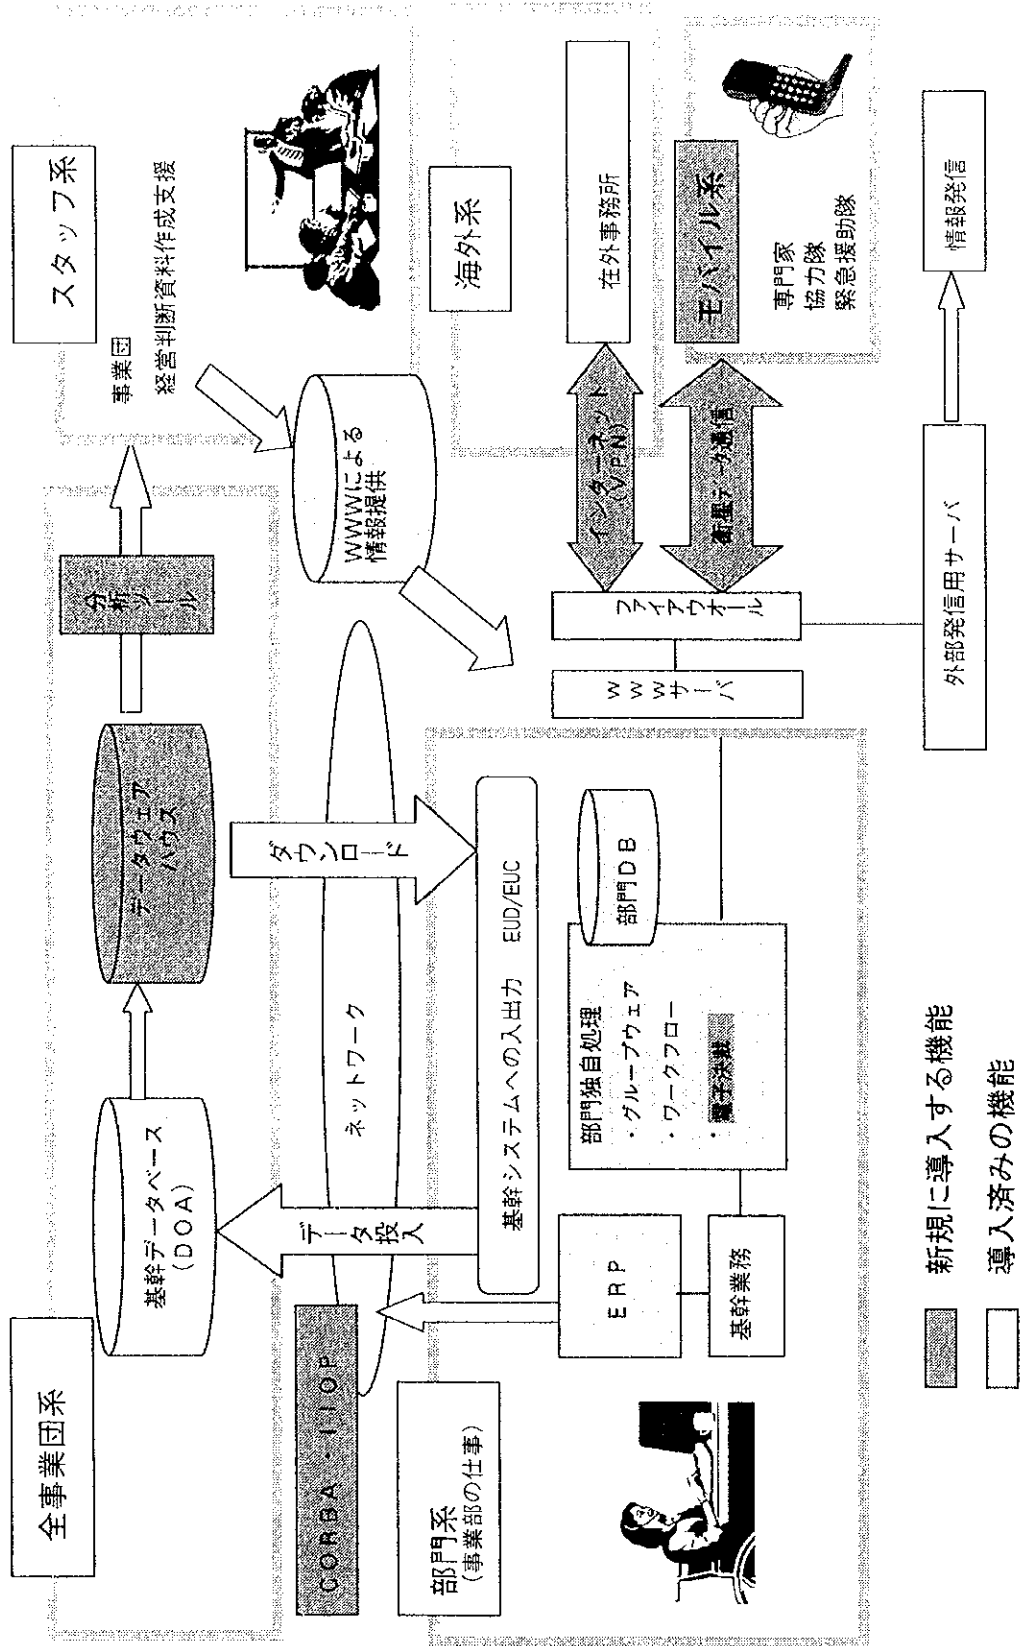 全事業団系
基幹データベース
(DOA)
データウェア
ハウス
分析ツール
スタッフ系
事業団
経営判断資料作成支援
CORBA・IIOP
ネットワーク
データ投入
ダウンロード
WWWによる
情報提供
部門系
(事業部の仕事)
基幹システムへの入出力 EUD/EUC
ERP
基幹業務
部門独自処理
・グループウェア
・ワークフロー
・電子決裁
部門DB
WWWサーバ
ファイアウオール
インターネット
(VPN)
衛星データ通信
海外系
在外事務所
モバイル系
専門家
協力隊
緊急援助隊
外部発信用サーバ
情報発信
新規に導入する機能
導入済みの機能